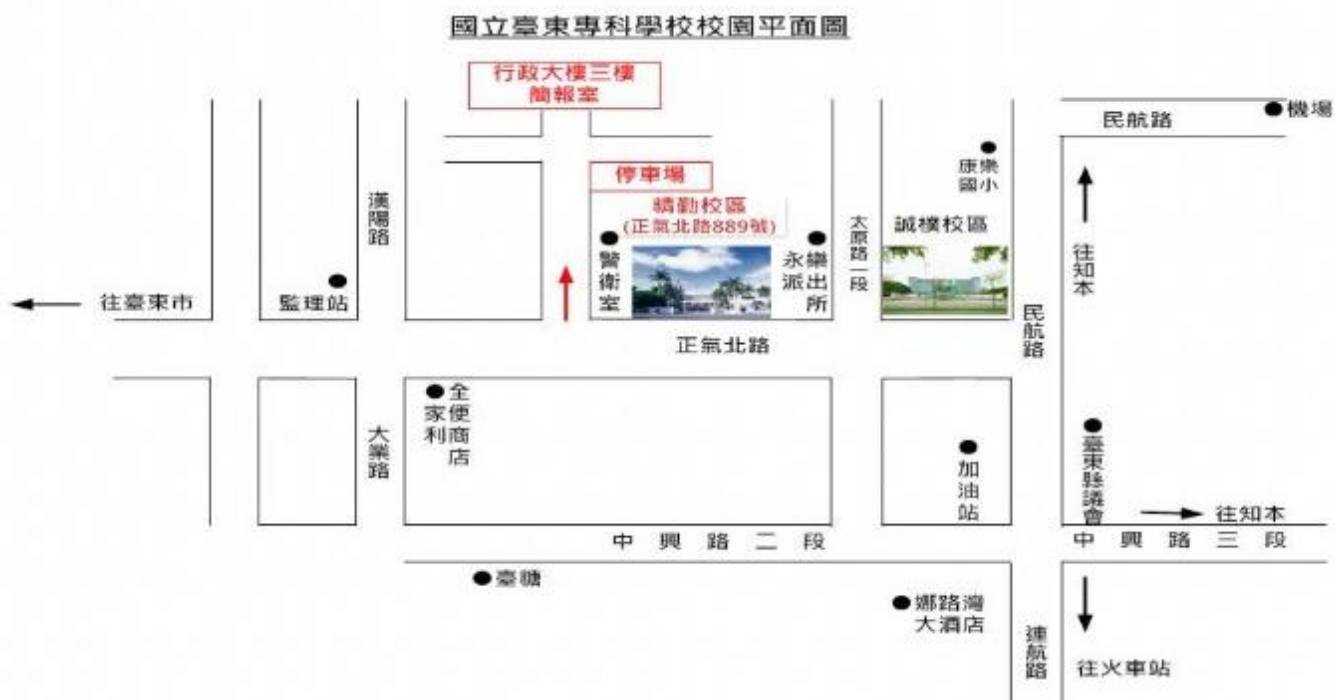 國立臺東專科學校校園平面圖
行政大樓三樓
簡報室
民航路
機場
康樂
國小
停車場
漢陽路
精勤校區
(正氣北路889號)
太原路一段
誠樸校區
警衛室
永樂
派出所
往知本
監理站
往臺東市
民航路
正氣北路
全家
便利
商店
大業路
加油站
臺東縣議會
往知本
中興路二段
中興路三段
臺糖
娜路灣
大酒店
連航路
往火車站